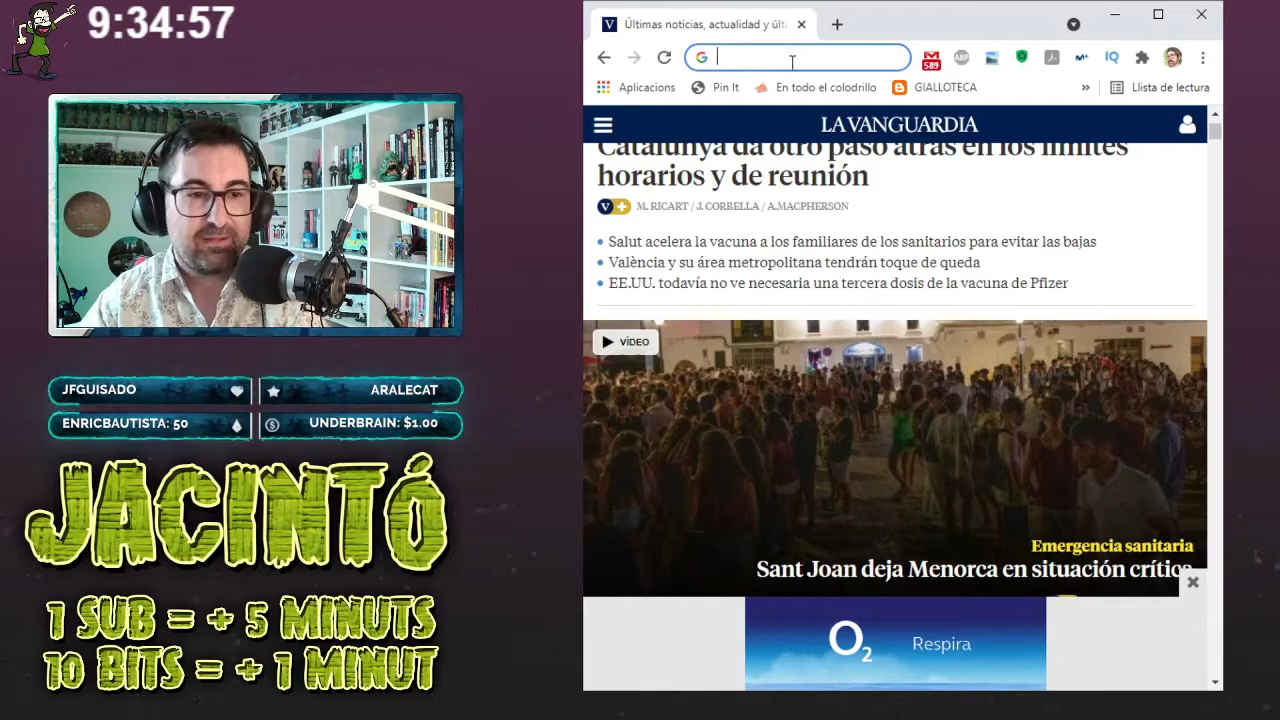 9:34:57
JFGUISADO
ARALECAT
ENRICBAUTISTA: 50
UNDERBRAIN: $1.00
JACINTÓ
1 SUB = + 5 MINUTS
10 BITS = + 1 MINUT
Últimas noticias, actualidad y últi
589
ABP
IQ
Aplicaciones
Pin It
En todo el colodrillo
GIALLOTECA
»
Llista de lectura
LA VANGUARDIA
Catalunya da otro paso atrás en los límites
horarios y de reunión
M. RICART / J. CORBELLA / A.MACPHERSON
• Salut acelera la vacuna a los familiares de los sanitarios para evitar las bajas
• València y su área metropolitana tendrán toque de queda
• EE.UU. todavía no ve necesaria una tercera dosis de la vacuna de Pfizer
VÍDEO
Emergencia sanitaria
Sant Joan deja Menorca en situación crítica
O2 Respira